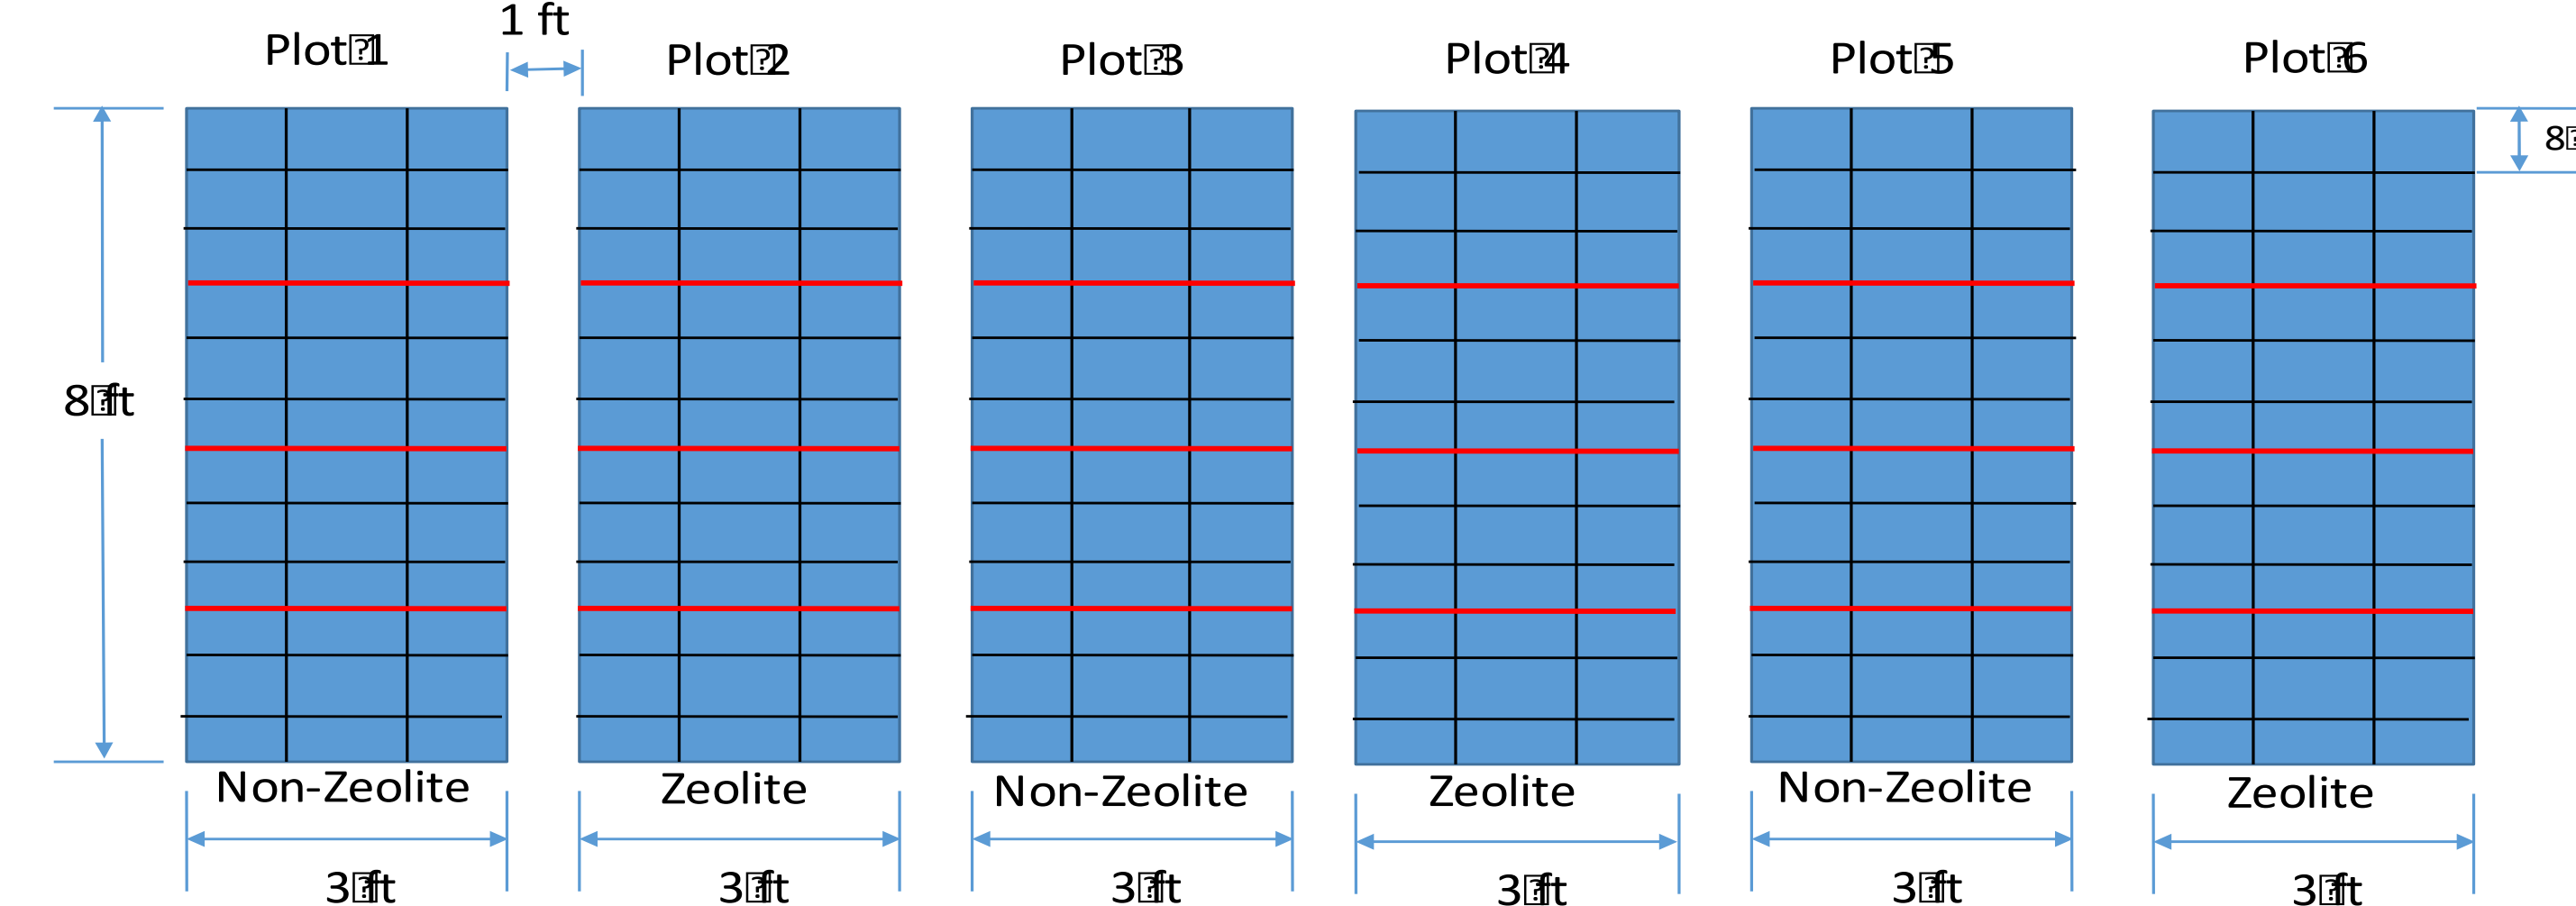 1 ft
Plot 1
Plot 2
Plot 3
Plot 4
Plot 5
Plot 6
8
8 ft
Non-Zeolite
Zeolite
Non-Zeolite
Zeolite
Non-Zeolite
Zeolite
3 ft
3 ft
3 ft
3 ft
3 ft
3 ft